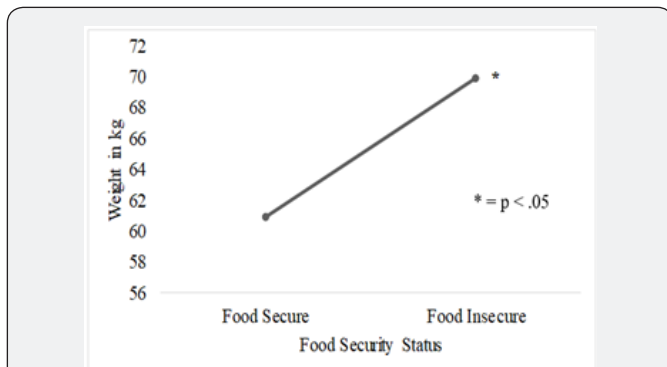 72
70
68
66
64
62
60
58
56
Weight in kg
*
* = p < .05
Food Secure
Food Insecure
Food Security Status